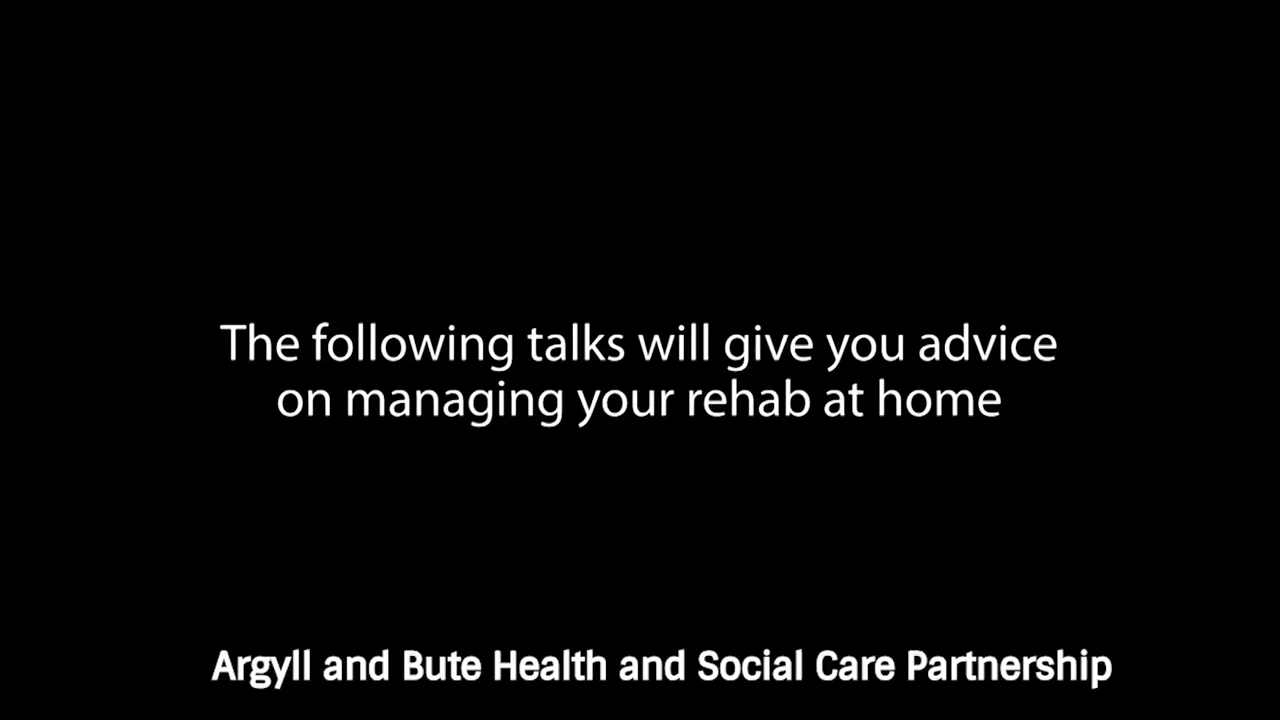 The following talks will give you advice
on managing your rehab at home
Argyll and Bute Health and Social Care Partnership